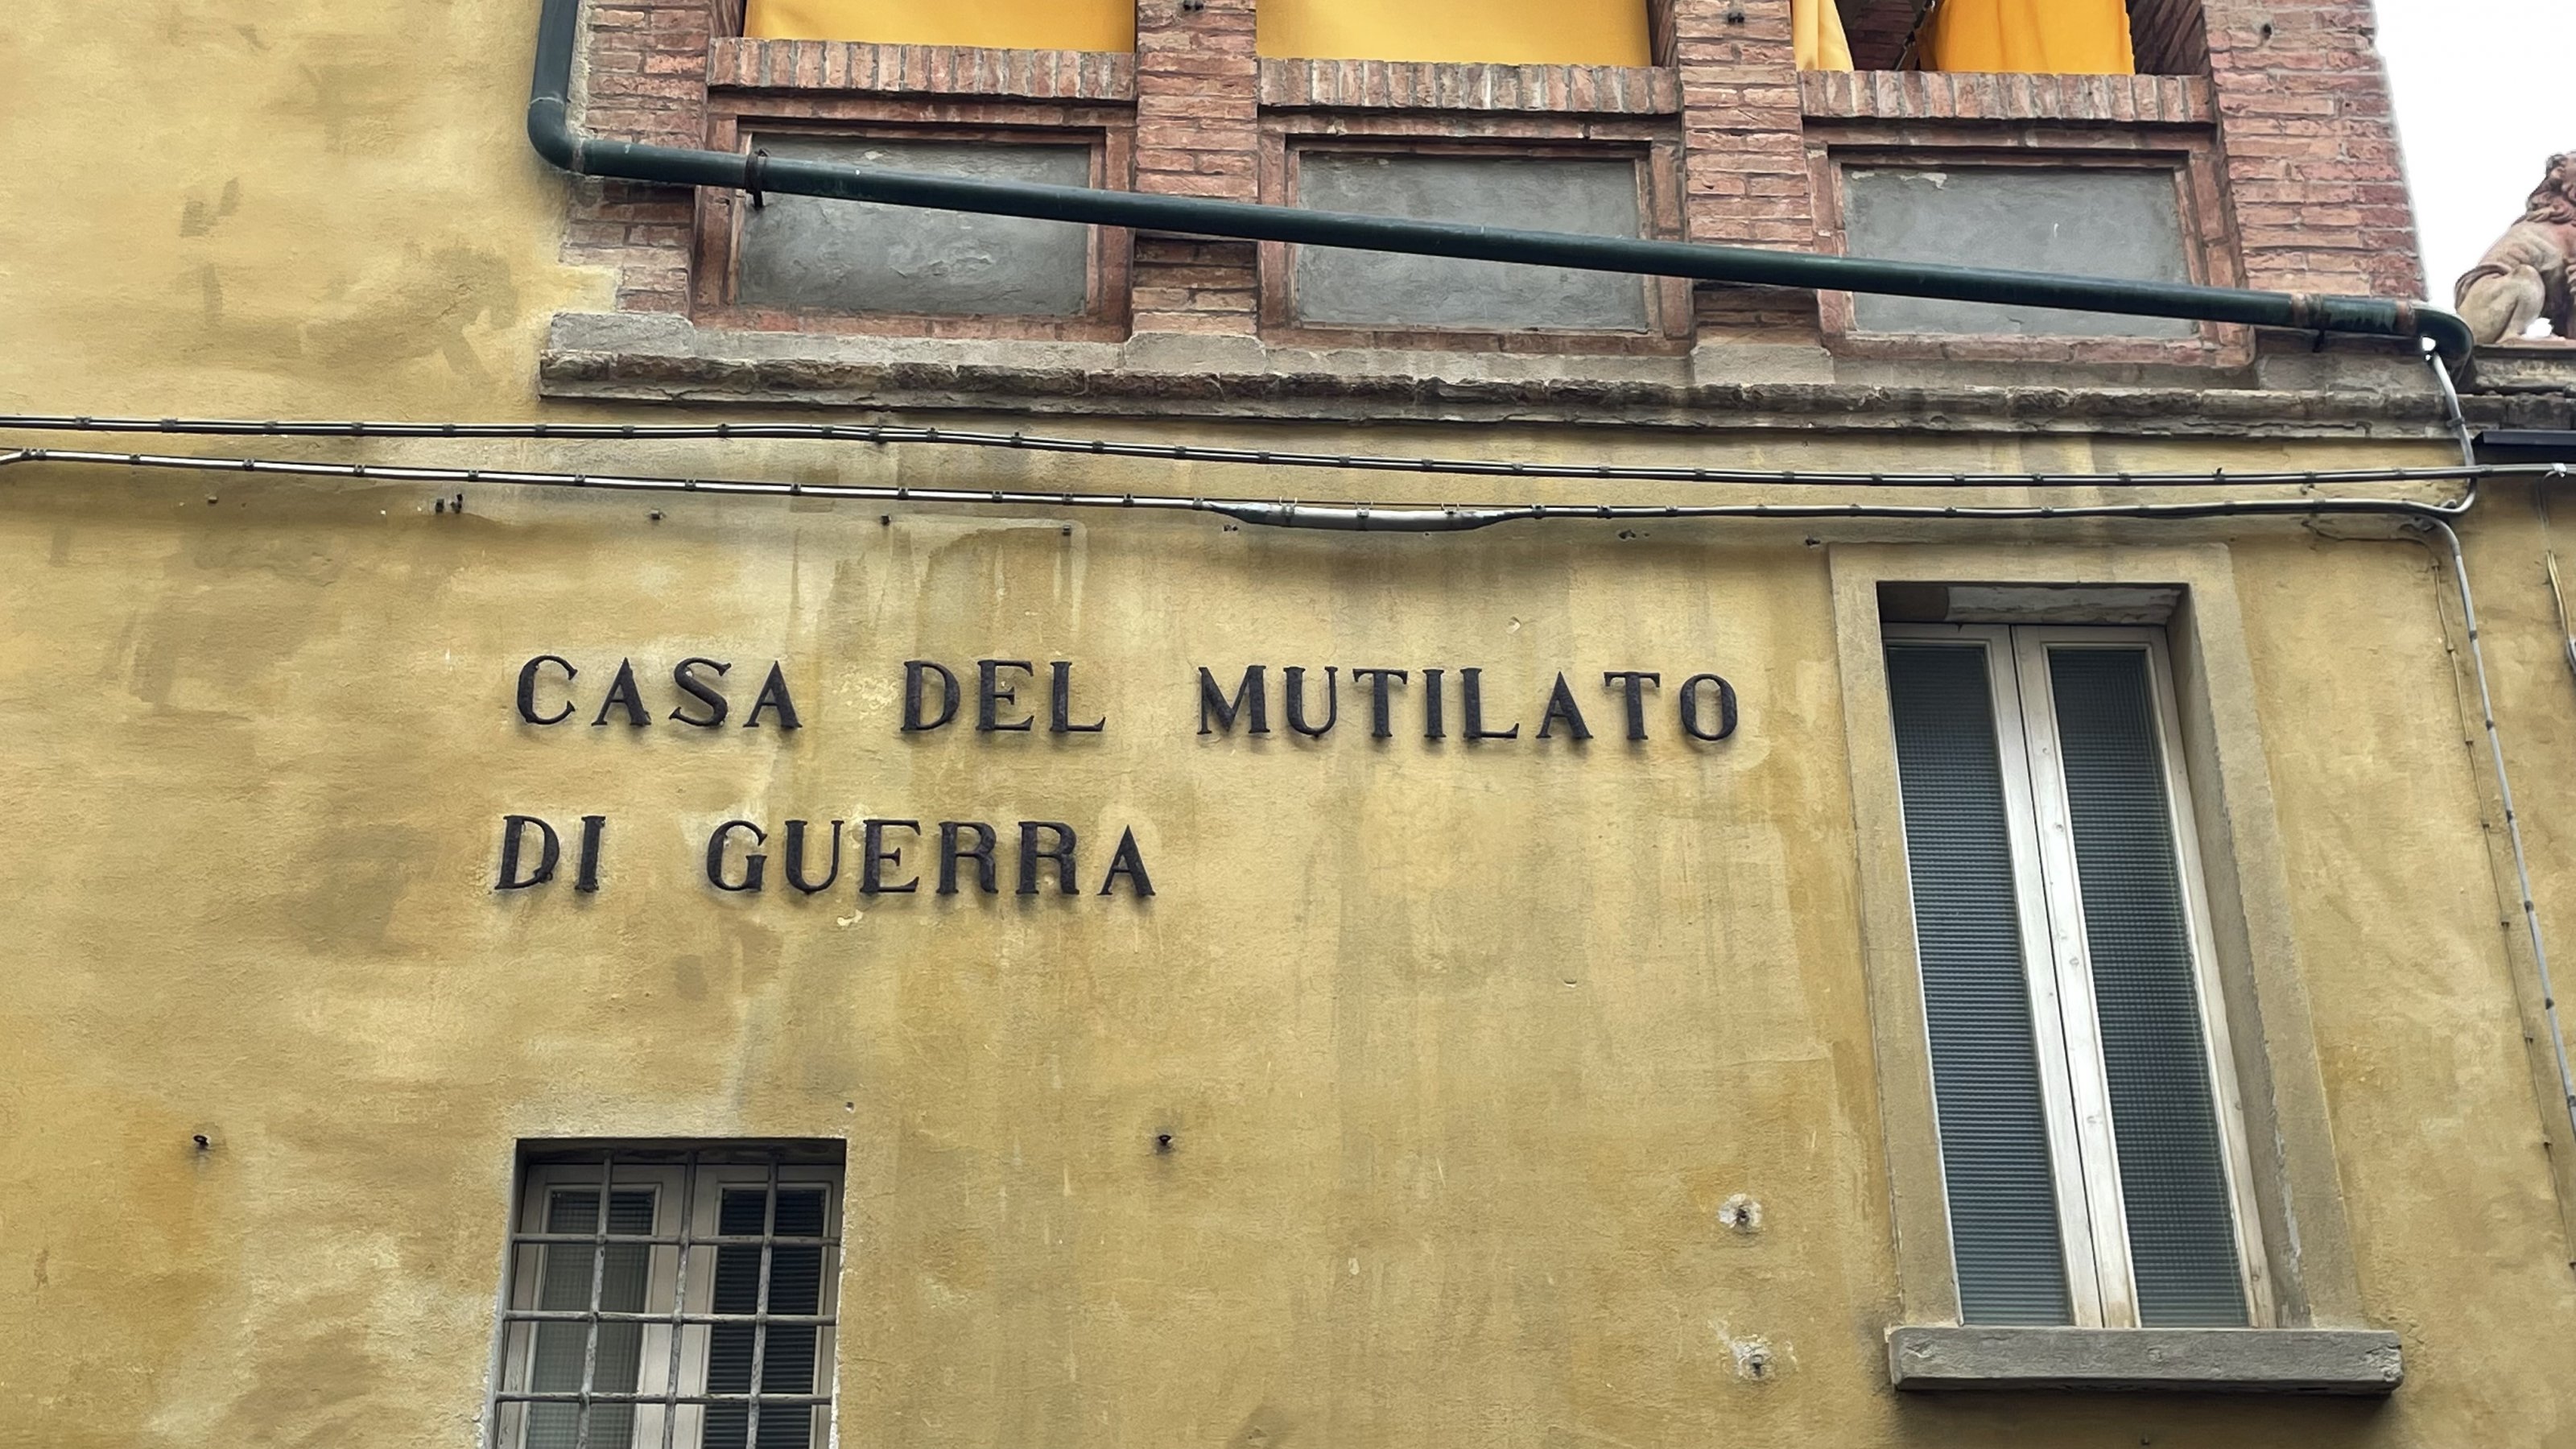 CASA DEL MUTILATO
DI GUERRA